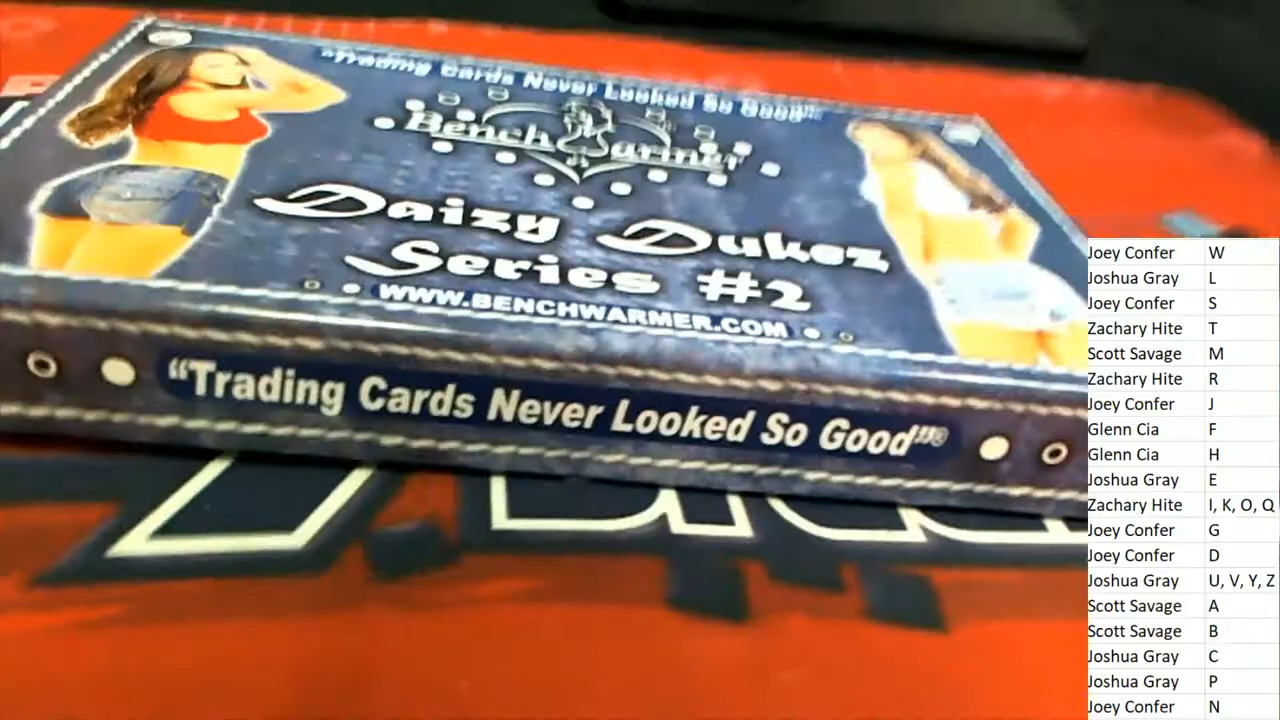 "Trading Cards Never Looked So Good"
BenchWarmer
Daizy Dukez
Series #2
WWW.BENCHWARMER.COM
"Trading Cards Never Looked So Good"®
Joey Confer W
Joshua Gray L
Joey Confer S
Zachary Hite T
Scott Savage M
Zachary Hite R
Joey Confer J
Glenn Cia F
Glenn Cia H
Joshua Gray E
Zachary Hite I, K, O, Q
Joey Confer G
Joey Confer D
Joshua Gray U, V, Y, Z
Scott Savage A
Scott Savage B
Joshua Gray C
Joshua Gray P
Joey Confer N